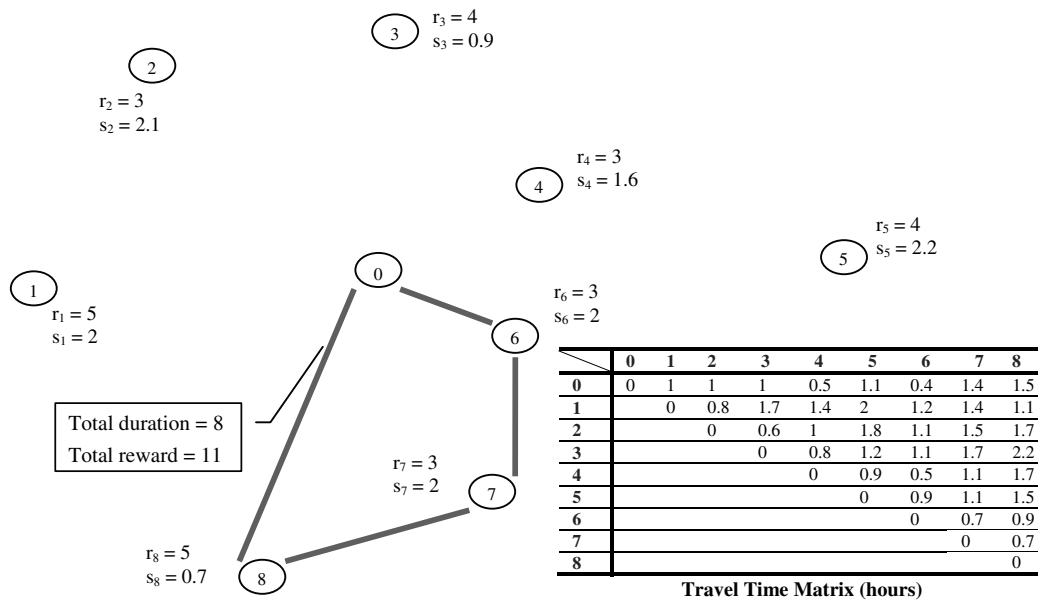 3
r3 = 4
s3 = 0.9
2
r2 = 3
s2 = 2.1
4
r4 = 3
s4 = 1.6
5
r5 = 4
s5 = 2.2
0
1
r1 = 5
s1 = 2
6
r6 = 3
s6 = 2
Total duration = 8
Total reward = 11
r7 = 3
s7 = 2
7
r8 = 5
s8 = 0.7
8
0 1 2 3 4 5 6 7 8
0 0 1 1 1 0.5 1.1 0.4 1.4 1.5
1 0 0.8 1.7 1.4 2 1.2 1.4 1.1
2 0 0.6 1 1.8 1.1 1.5 1.7
3 0 0.8 1.2 1.1 1.7 2.2
4 0 0.9 0.5 1.1 1.7
5 0 0.9 1.1 1.5
6 0 0.7 0.9
7 0 0.7
8 0
Travel Time Matrix (hours)